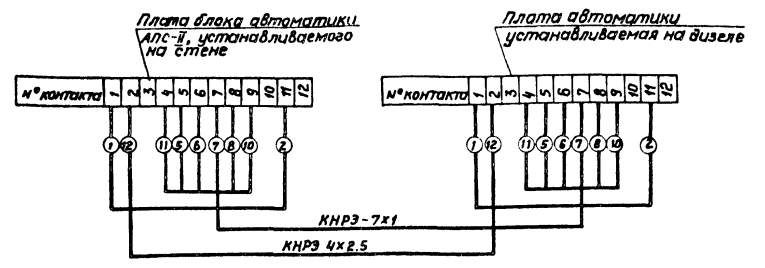 Плата блока автоматики
АПС-II, устанавливаемого
на стене
Плата автоматики
устанавливаемая на дизеле
№ контакта 1 2 3 4 5 6 7 8 9 10 11 12
№ контакта 1 2 3 4 5 6 7 8 9 10 11 12
1 12 11 5 6 7 8 10 2
1 12 11 5 6 7 8 10 2
КНРЭ-7×1
КНРЭ 4×2.5